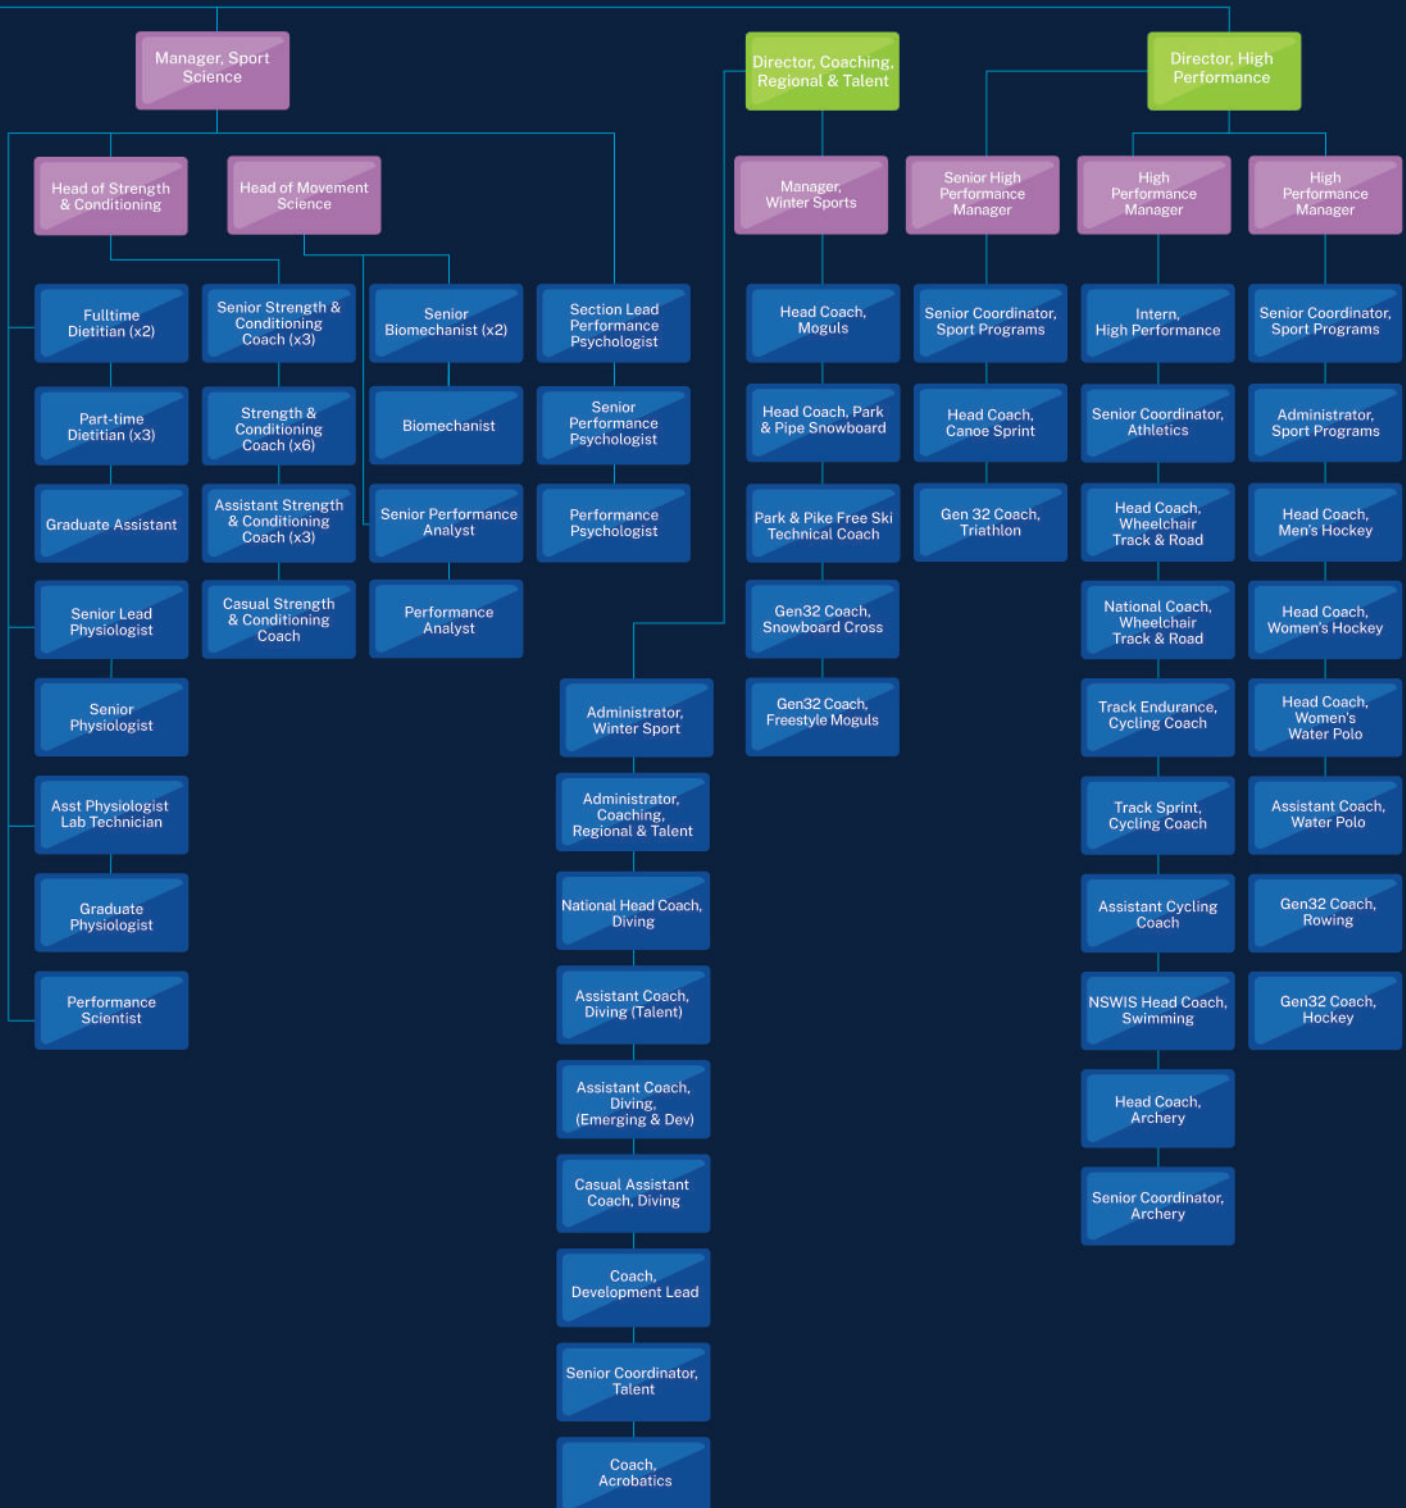 Manager, Sport
Science
Director, Coaching,
Regional & Talent
Director, High
Performance
Head of Strength
& Conditioning
Head of Movement
Science
Manager,
Winter Sports
Senior High
Performance
Manager
High
Performance
Manager
High
Performance
Manager
Fulltime
Dietitian (x2)
Part-time
Dietitian (x3)
Graduate Assistant
Senior Lead
Physiologist
Senior
Physiologist
Asst Physiologist
Lab Technician
Graduate
Physiologist
Performance
Scientist
Senior Strength &
Conditioning
Coach (x3)
Strength &
Conditioning
Coach (x6)
Assistant Strength
& Conditioning
Coach (x3)
Casual Strength
& Conditioning
Coach
Senior
Biomechanist (x2)
Biomechanist
Senior Performance
Analyst
Performance
Analyst
Section Lead
Performance
Psychologist
Senior
Performance
Psychologist
Performance
Psychologist
Administrator,
Winter Sport
Administrator,
Coaching,
Regional & Talent
National Head Coach,
Diving
Assistant Coach,
Diving (Talent)
Assistant Coach,
Diving,
(Emerging & Dev)
Casual Assistant
Coach, Diving
Coach,
Development Lead
Senior Coordinator,
Talent
Coach,
Acrobatics
Head Coach,
Moguls
Head Coach, Park
& Pipe Snowboard
Park & Pike Free Ski
Technical Coach
Gen32 Coach,
Snowboard Cross
Gen32 Coach,
Freestyle Moguls
Senior Coordinator,
Sport Programs
Head Coach,
Canoe Sprint
Gen 32 Coach,
Triathlon
Intern,
High Performance
Senior Coordinator,
Athletics
Head Coach,
Wheelchair
Track & Road
National Coach,
Wheelchair
Track & Road
Track Endurance,
Cycling Coach
Track Sprint,
Cycling Coach
Assistant Cycling
Coach
NSWIS Head Coach,
Swimming
Head Coach,
Archery
Senior Coordinator,
Archery
Senior Coordinator,
Sport Programs
Administrator,
Sport Programs
Head Coach,
Men's Hockey
Head Coach,
Women's Hockey
Head Coach,
Women's
Water Polo
Assistant Coach,
Water Polo
Gen32 Coach,
Rowing
Gen32 Coach,
Hockey